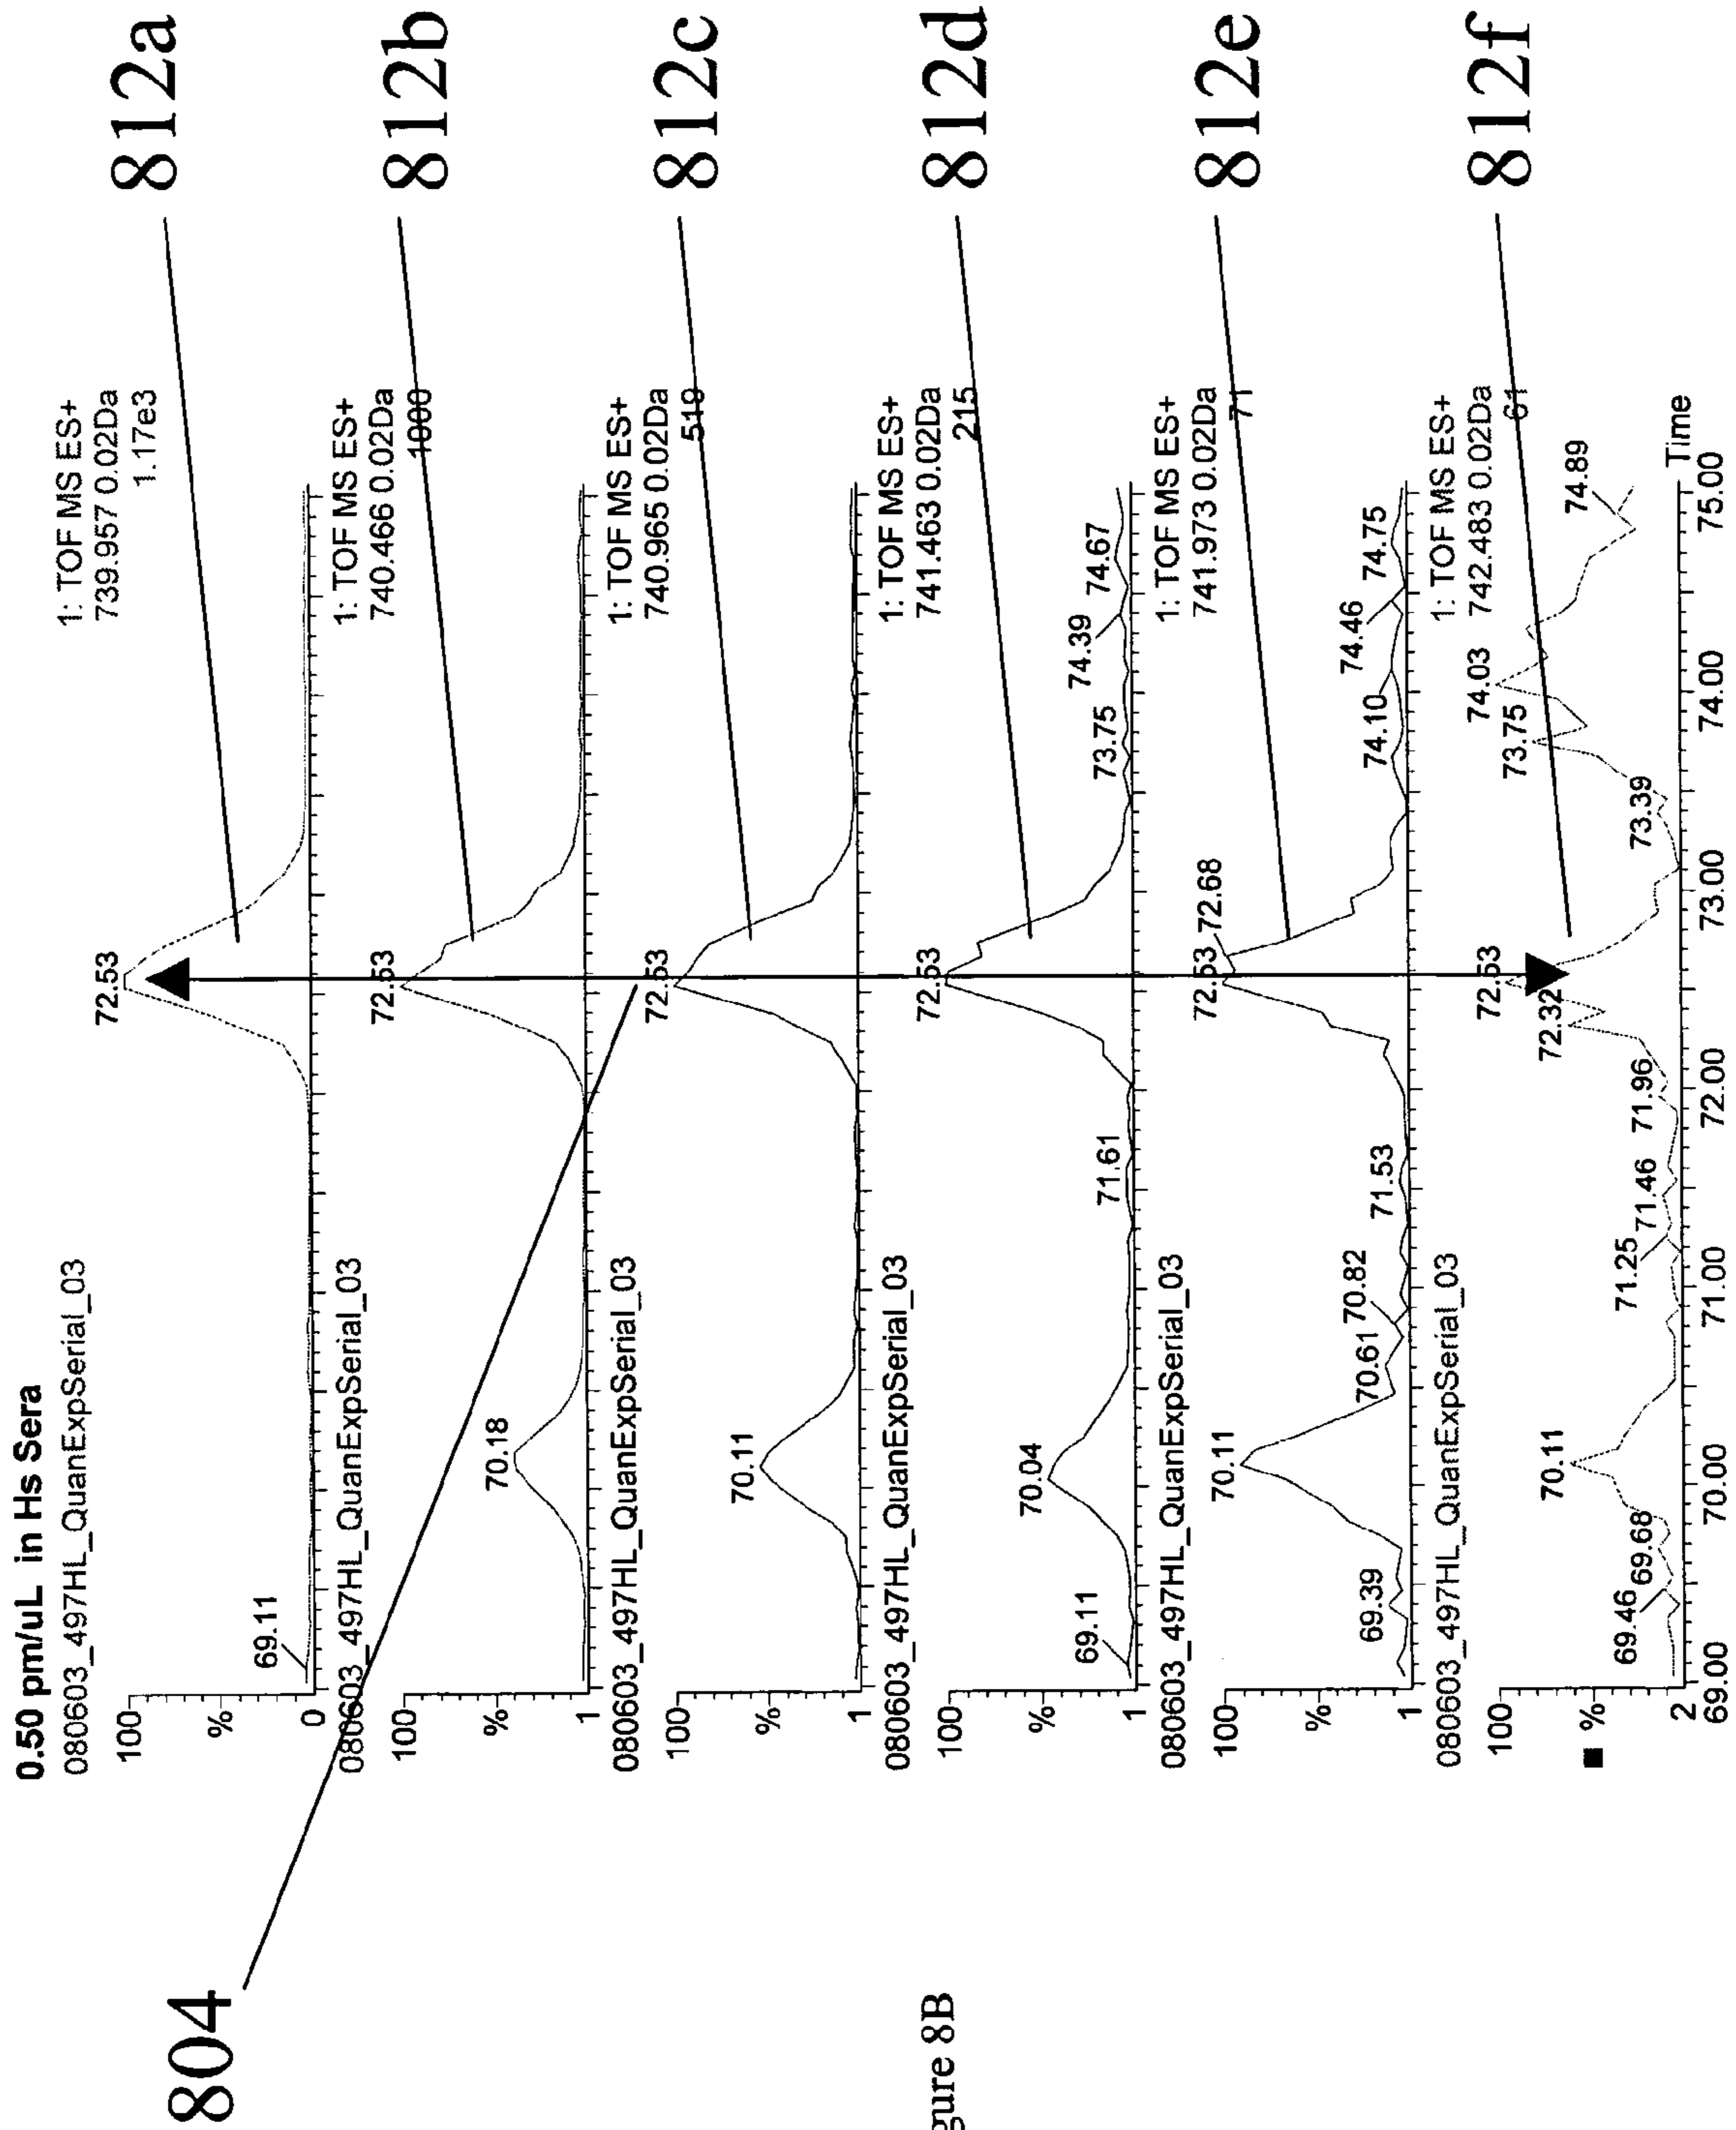 0.50 pm/uL in Hs Sera
080603_497HL_QuanExpSerial_03
1: TOF MS ES+
739.957 0.02Da
1.17e3
812a
100
%
0
69.11
72.53
804
080603_497HL_QuanExpSerial_03
1: TOF MS ES+
740.466 0.02Da
1000
812b
100
%
1
70.18
72.53
080603_497HL_QuanExpSerial_03
1: TOF MS ES+
740.965 0.02Da
519
812c
100
%
1
70.11
72.53
080603_497HL_QuanExpSerial_03
1: TOF MS ES+
741.463 0.02Da
215
812d
100
%
1
69.11
70.04
71.61
72.53
73.75
74.39
74.67
080603_497HL_QuanExpSerial_03
1: TOF MS ES+
741.973 0.02Da
71
812e
100
%
1
69.39
70.11
70.61
70.82
71.53
72.53
72.68
74.10
74.46
74.75
080603_497HL_QuanExpSerial_03
1: TOF MS ES+
742.483 0.02Da
61
812f
100
%
2
69.46
69.68
70.11
71.25
71.46
71.96
72.32
72.53
73.39
73.75
74.03
74.89
Time
69.00 70.00 71.00 72.00 73.00 74.00 75.00
gure 8B